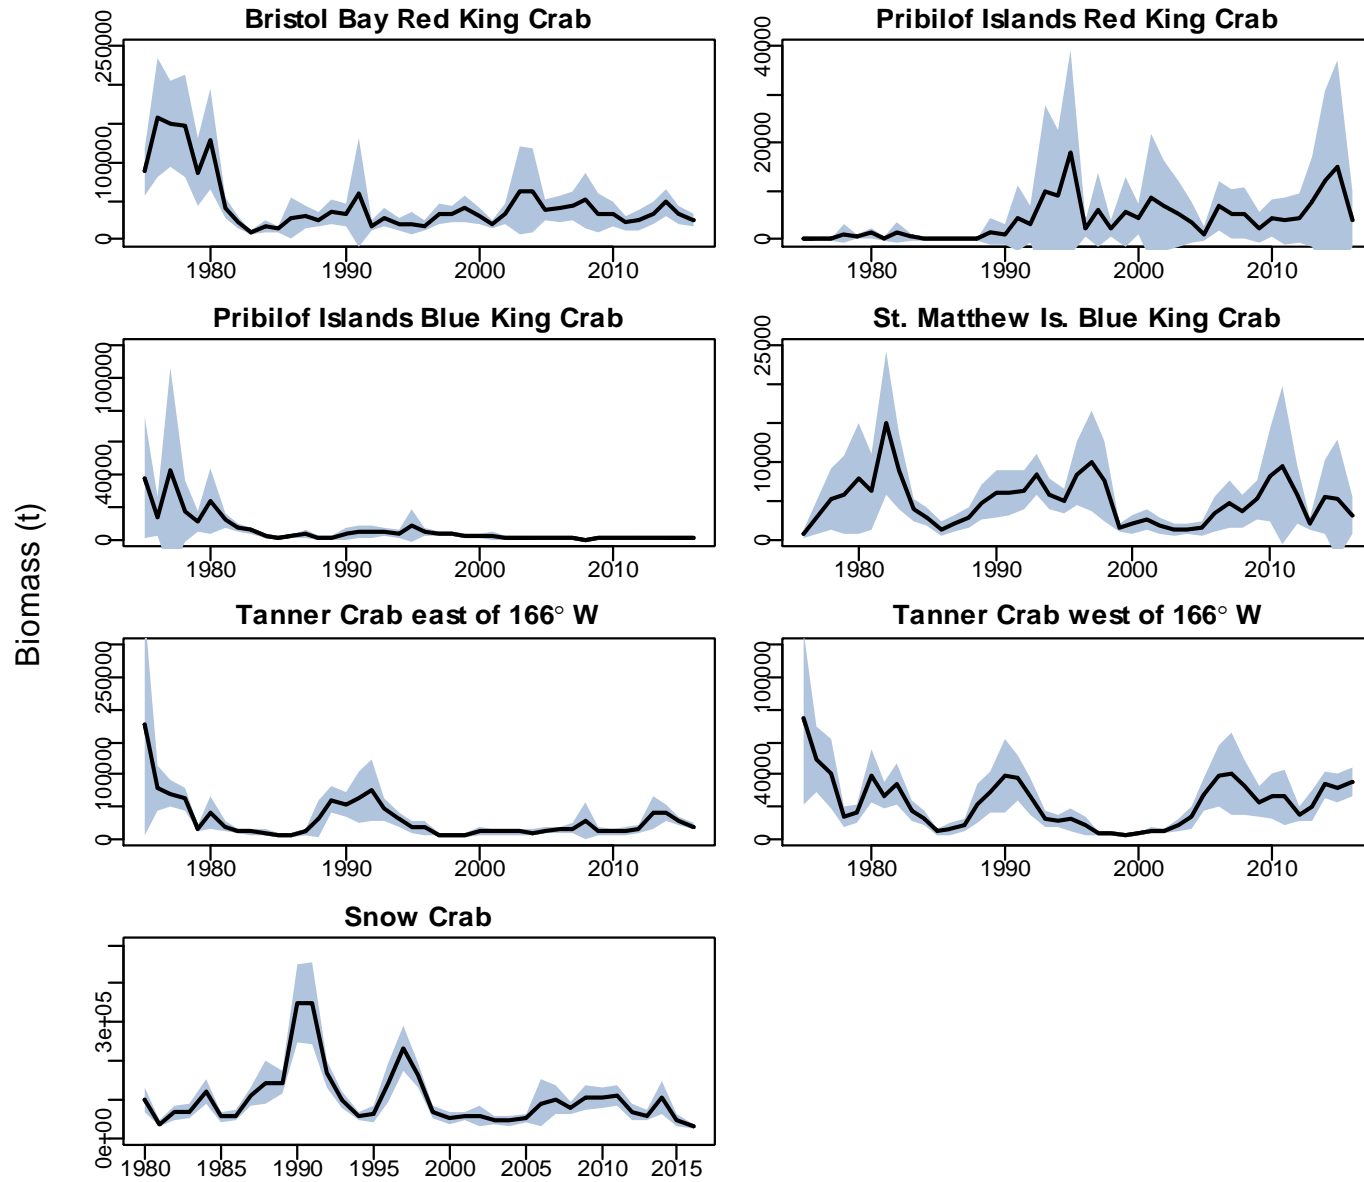 Bristol Bay Red King Crab
250000
100000
0
1980 1990 2000 2010
Pribilof Islands Red King Crab
40000
20000
0
1980 1990 2000 2010
Pribilof Islands Blue King Crab
100000
40000
0
1980 1990 2000 2010
St. Matthew Is. Blue King Crab
25000
10000
0
1980 1990 2000 2010
Biomass (t)
Tanner Crab east of 166° W
250000
100000
0
1980 1990 2000 2010
Tanner Crab west of 166° W
100000
40000
0
1980 1990 2000 2010
Snow Crab
3e+05
0e+00
1980 1985 1990 1995 2000 2005 2010 2015